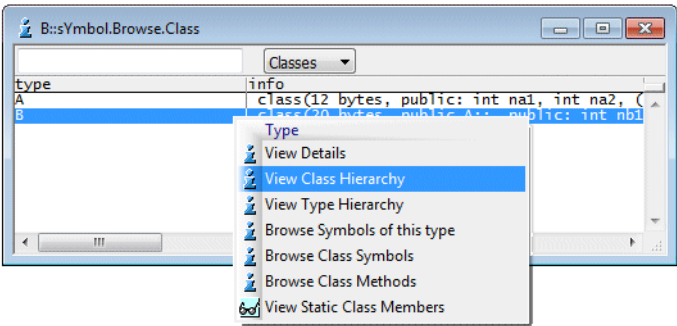 B::sYmbol.Browse.Class
Classes
type info
A class(12 bytes, public: int na1, int na2, (
B class(20 bytes, public A::, public: int nb1
Type
View Details
View Class Hierarchy
View Type Hierarchy
Browse Symbols of this type
Browse Class Symbols
Browse Class Methods
View Static Class Members